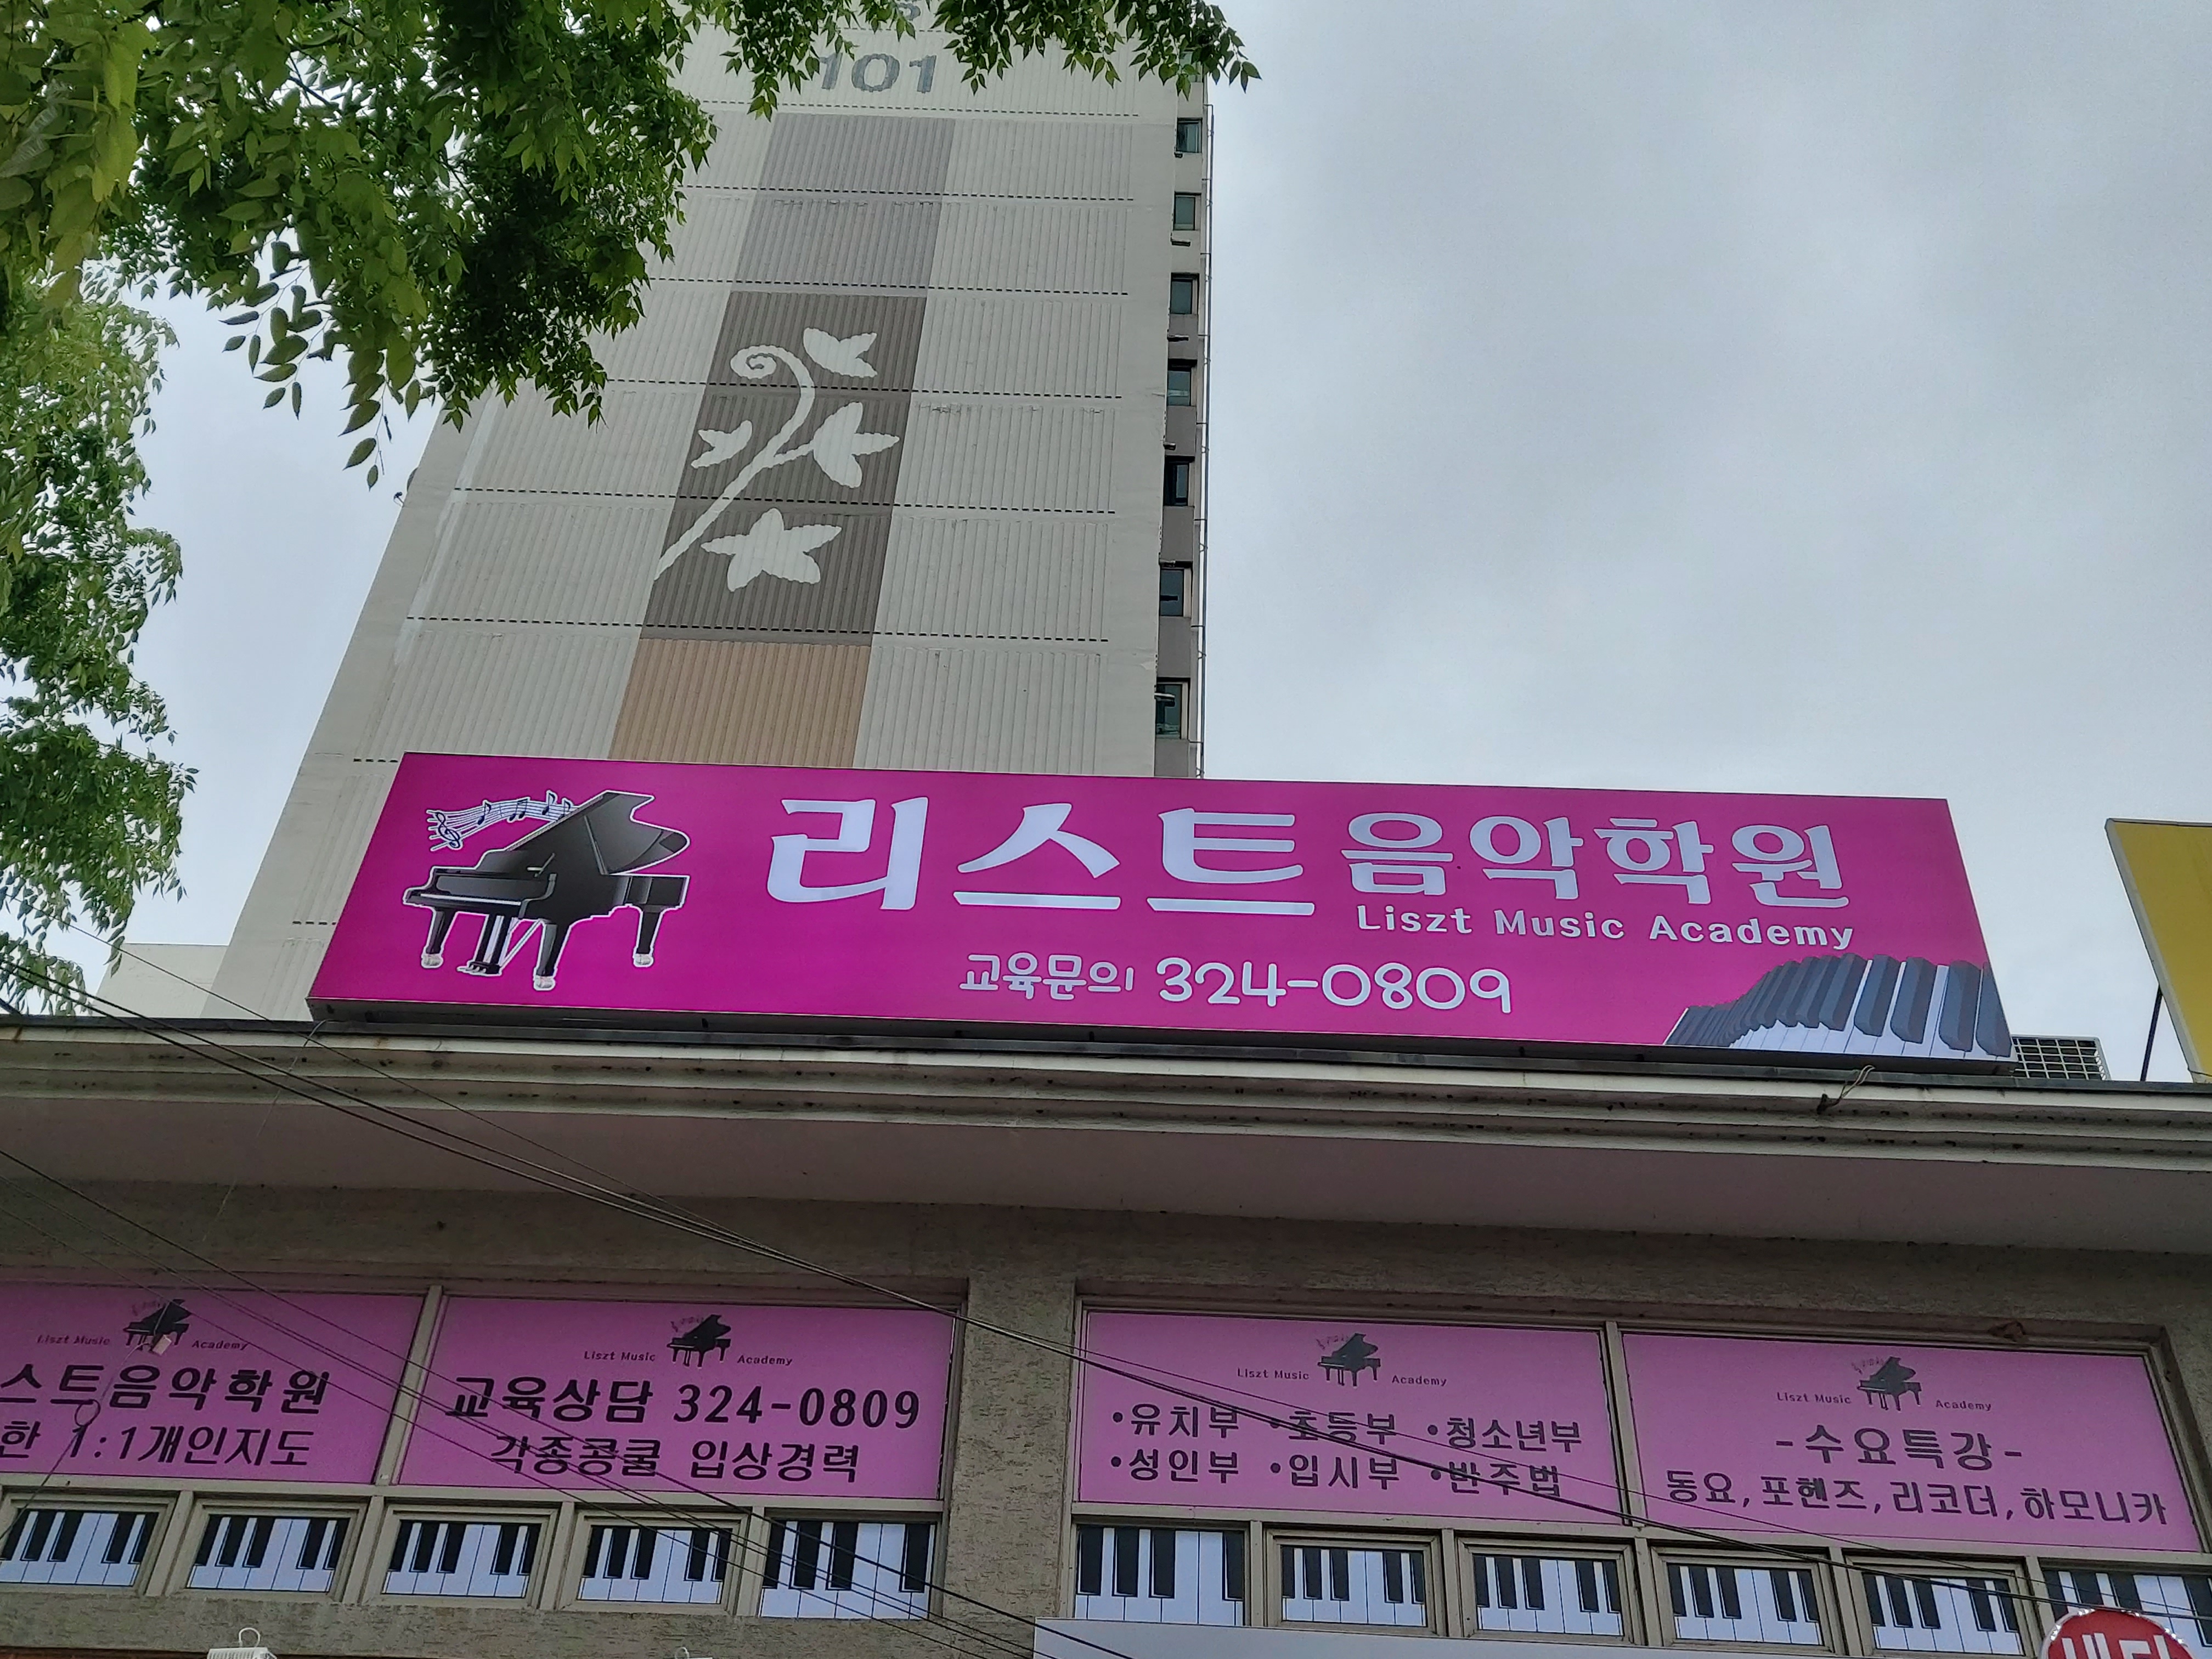 101
리스트음악학원
Liszt Music Academy
교육문의 324-0809
Liszt Music Academy
스트음악학원
한 1:1개인지도
Liszt Music Academy
교육상담 324-0809
각종콩쿨 입상경력
Liszt Music Academy
•유치부 •초등부 •청소년부
•성인부 •입시부 •반주법
Liszt Music Academy
-수요특강-
동요, 포핸즈, 리코더, 하모니카